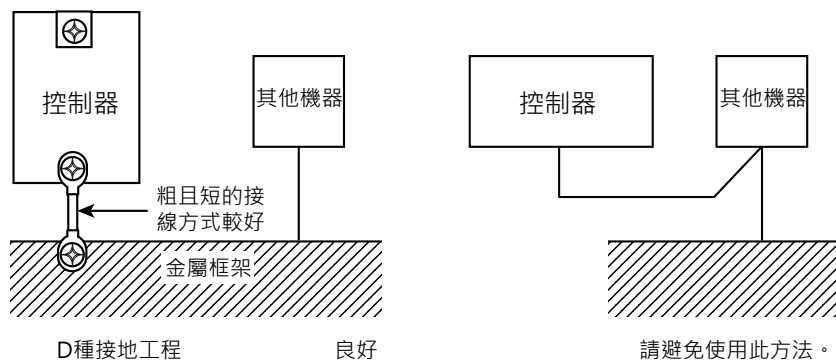 控制器
其他機器
粗且短的接
線方式較好
金屬框架
D種接地工程
良好
控制器
其他機器
請避免使用此方法。